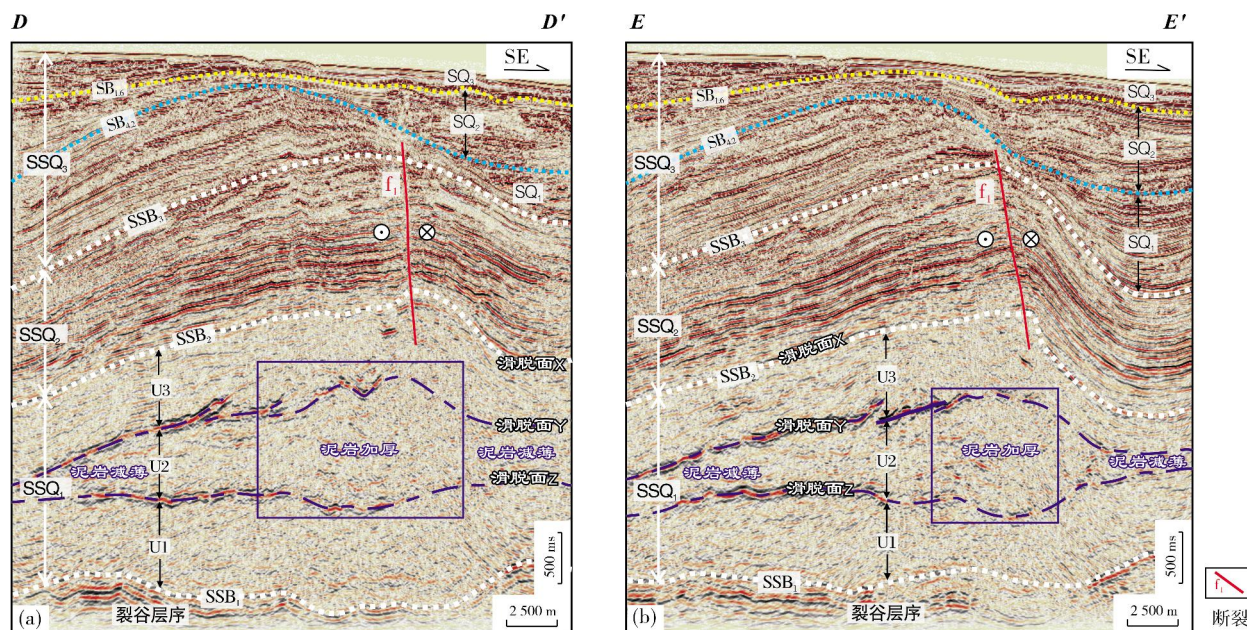 D
D'
SE
SQ₃
SB₁.₆
SQ₂
SB₄.₂
SSQ₃
f₁
SQ₁
SSB₃
SSQ₂
SSB₂
滑脱面X
U3
滑脱面Y
泥岩加厚
泥岩减薄
U2
泥岩减薄
滑脱面Z
SSQ₁
U1
500 ms
SSB₁
(a)
裂谷层序
2 500 m
E
E'
SE
SQ₃
SB₁.₆
SQ₂
SB₄.₂
SSQ₃
f₁
SQ₁
SSB₃
SSQ₂
滑脱面X
SSB₂
U3
滑脱面Y
泥岩加厚
U2
泥岩减薄
泥岩减薄
滑脱面Z
SSQ₁
U1
500 ms
SSB₁
(b)
裂谷层序
2 500 m
f₁
断裂